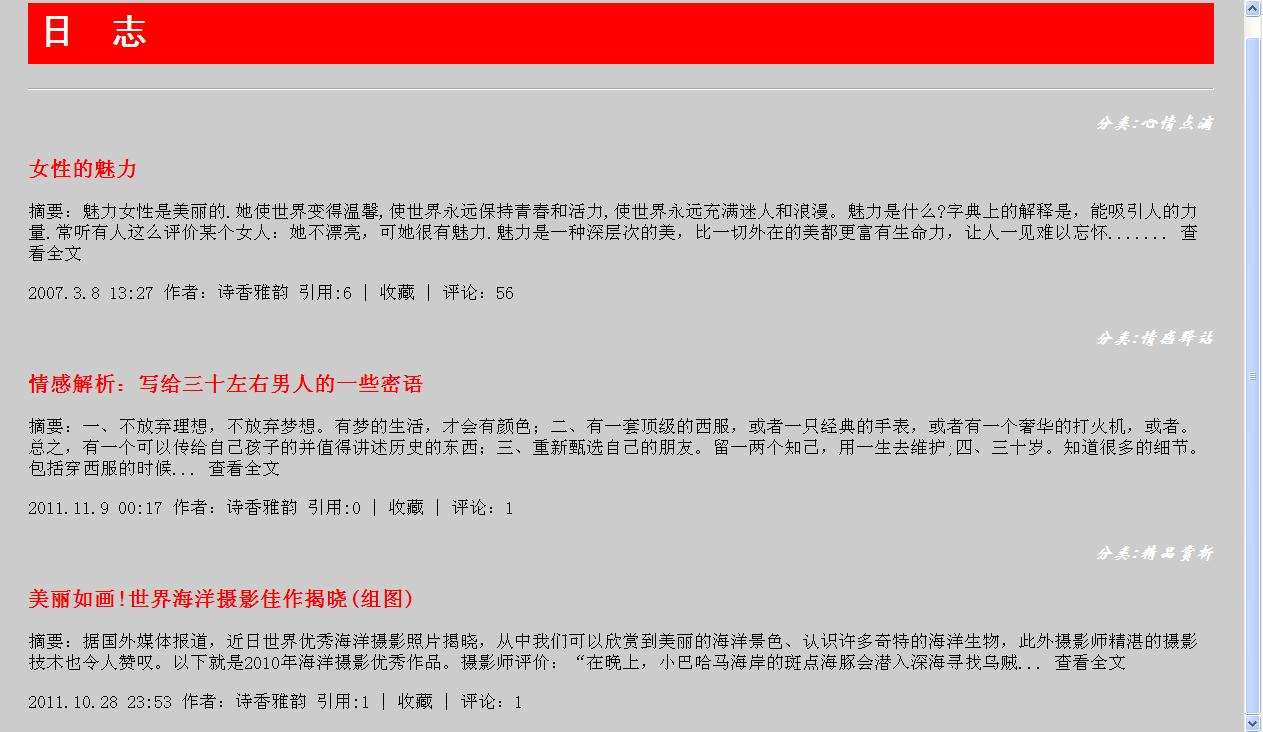 日 志
分类:心情点滴
女性的魅力
摘要：魅力女性是美丽的.她使世界变得温馨,使世界永远保持青春和活力,使世界永远充满迷人和浪漫。魅力是什么?字典上的解释是，能吸引人的力
量.常听有人这么评价某个女人：她不漂亮，可她很有魅力.魅力是一种深层次的美，比一切外在的美都更富有生命力，让人一见难以忘怀....... 查
看全文
2007.3.8 13:27 作者：诗香雅韵 引用:6 | 收藏 | 评论：56
分类:情感驿站
情感解析：写给三十左右男人的一些密语
摘要：一、不放弃理想，不放弃梦想。有梦的生活，才会有颜色；二、有一套顶级的西服，或者一只经典的手表，或者有一个奢华的打火机，或者。
总之，有一个可以传给自己孩子的并值得讲述历史的东西；三、重新甄选自己的朋友。留一两个知己，用一生去维护;四、三十岁。知道很多的细节。
包括穿西服的时候... 查看全文
2011.11.9 00:17 作者：诗香雅韵 引用:0 | 收藏 | 评论：1
分类:精品赏析
美丽如画!世界海洋摄影佳作揭晓(组图)
摘要：据国外媒体报道，近日世界优秀海洋摄影照片揭晓，从中我们可以欣赏到美丽的海洋景色、认识许多奇特的海洋生物，此外摄影师精湛的摄影
技术也令人赞叹。以下就是2010年海洋摄影优秀作品。摄影师评价：“在晚上，小巴哈马海岸的斑点海豚会潜入深海寻找乌贼... 查看全文
2011.10.28 23:53 作者：诗香雅韵 引用:1 | 收藏 | 评论：1